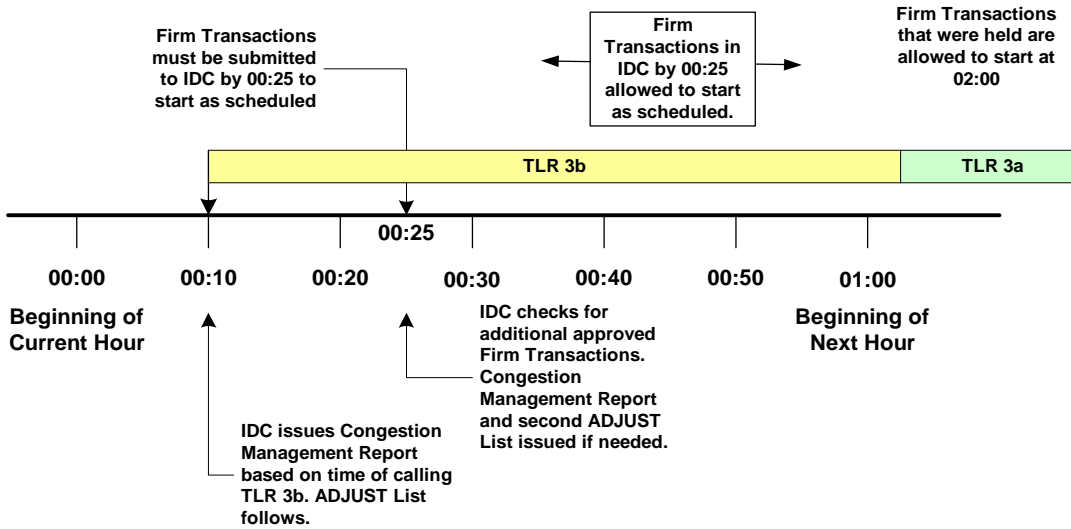 Firm Transactions
must be submitted
to IDC by 00:25 to
start as scheduled
Firm
Transactions in
IDC by 00:25
allowed to start
as scheduled.
Firm Transactions
that were held are
allowed to start at
02:00
TLR 3b
TLR 3a
00:25
00:00
00:10
00:20
00:30
00:40
00:50
01:00
Beginning of
Current Hour
Beginning of
Next Hour
IDC checks for
additional approved
Firm Transactions.
Congestion
Management Report
and second ADJUST
List issued if needed.
IDC issues Congestion
Management Report
based on time of calling
TLR 3b. ADJUST List
follows.